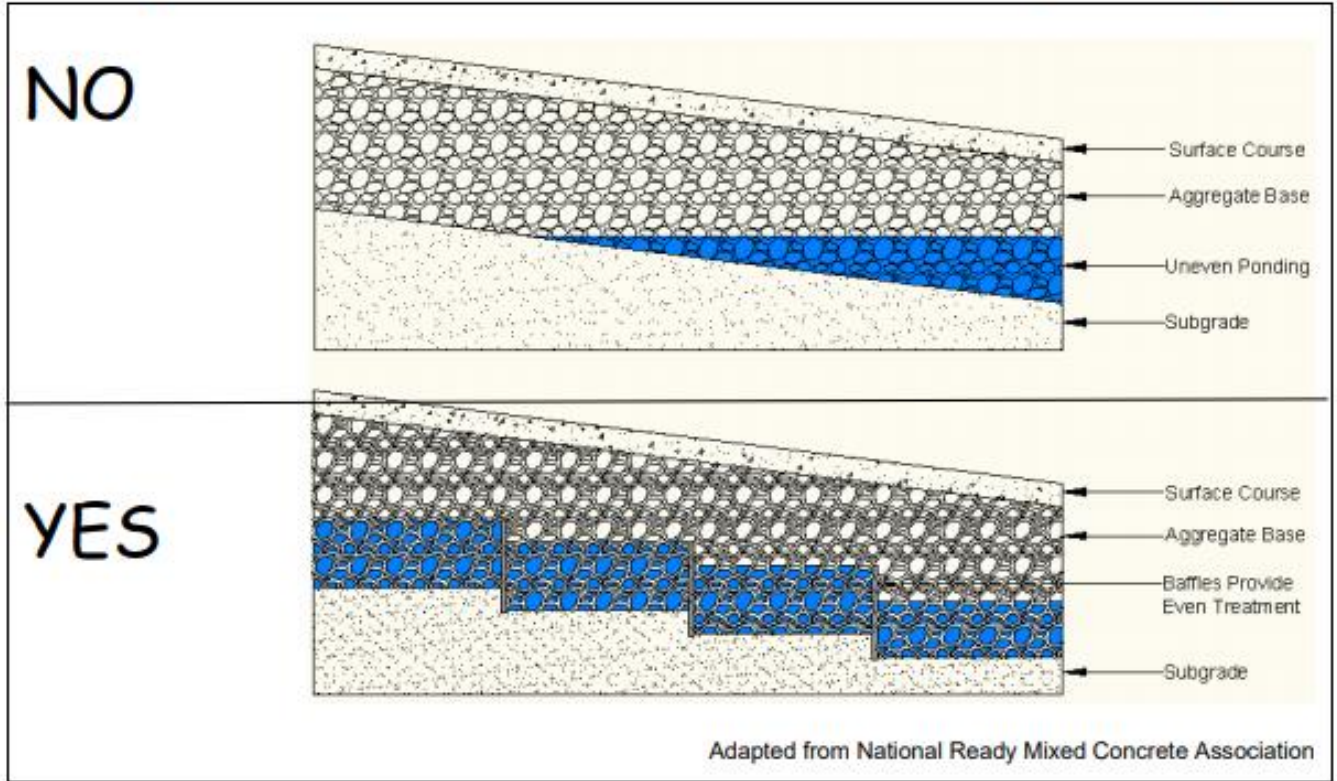 NO
Surface Course
Aggregate Base
Uneven Ponding
Subgrade
YES
Surface Course
Aggregate Base
Baffles Provide
Even Treatment
Subgrade
Adapted from National Ready Mixed Concrete Association